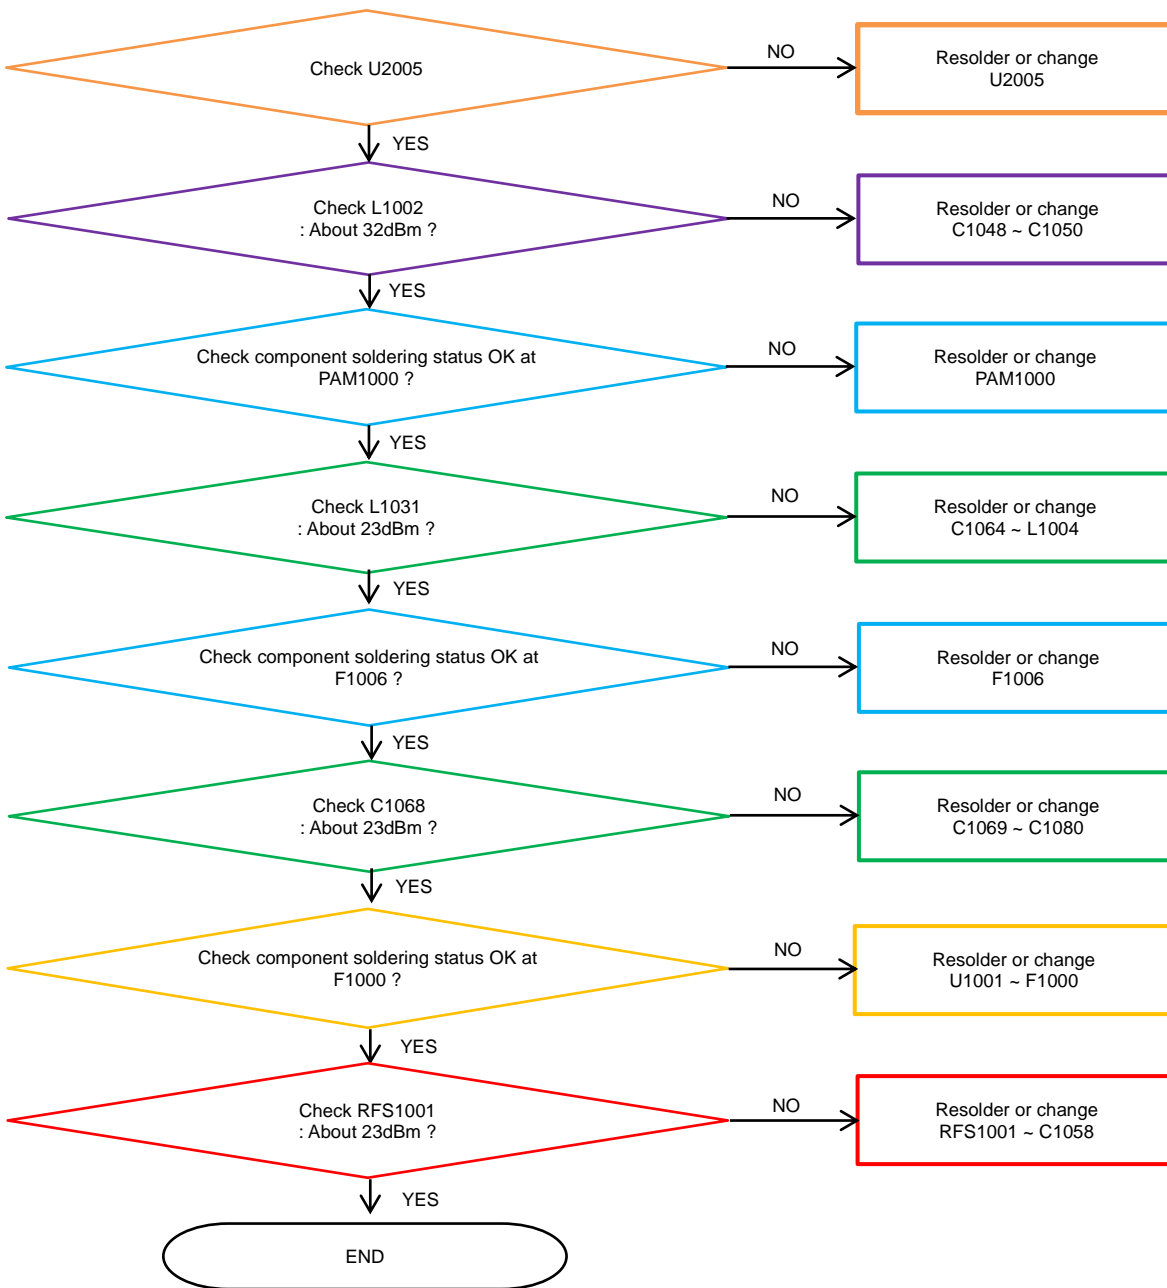 Check U2005
NO
Resolder or change
U2005
YES
Check L1002
: About 32dBm ?
NO
Resolder or change
C1048 ~ C1050
YES
Check component soldering status OK at
PAM1000 ?
NO
Resolder or change
PAM1000
YES
Check L1031
: About 23dBm ?
NO
Resolder or change
C1064 ~ L1004
YES
Check component soldering status OK at
F1006 ?
NO
Resolder or change
F1006
YES
Check C1068
: About 23dBm ?
NO
Resolder or change
C1069 ~ C1080
YES
Check component soldering status OK at
F1000 ?
NO
Resolder or change
U1001 ~ F1000
YES
Check RFS1001
: About 23dBm ?
NO
Resolder or change
RFS1001 ~ C1058
YES
END